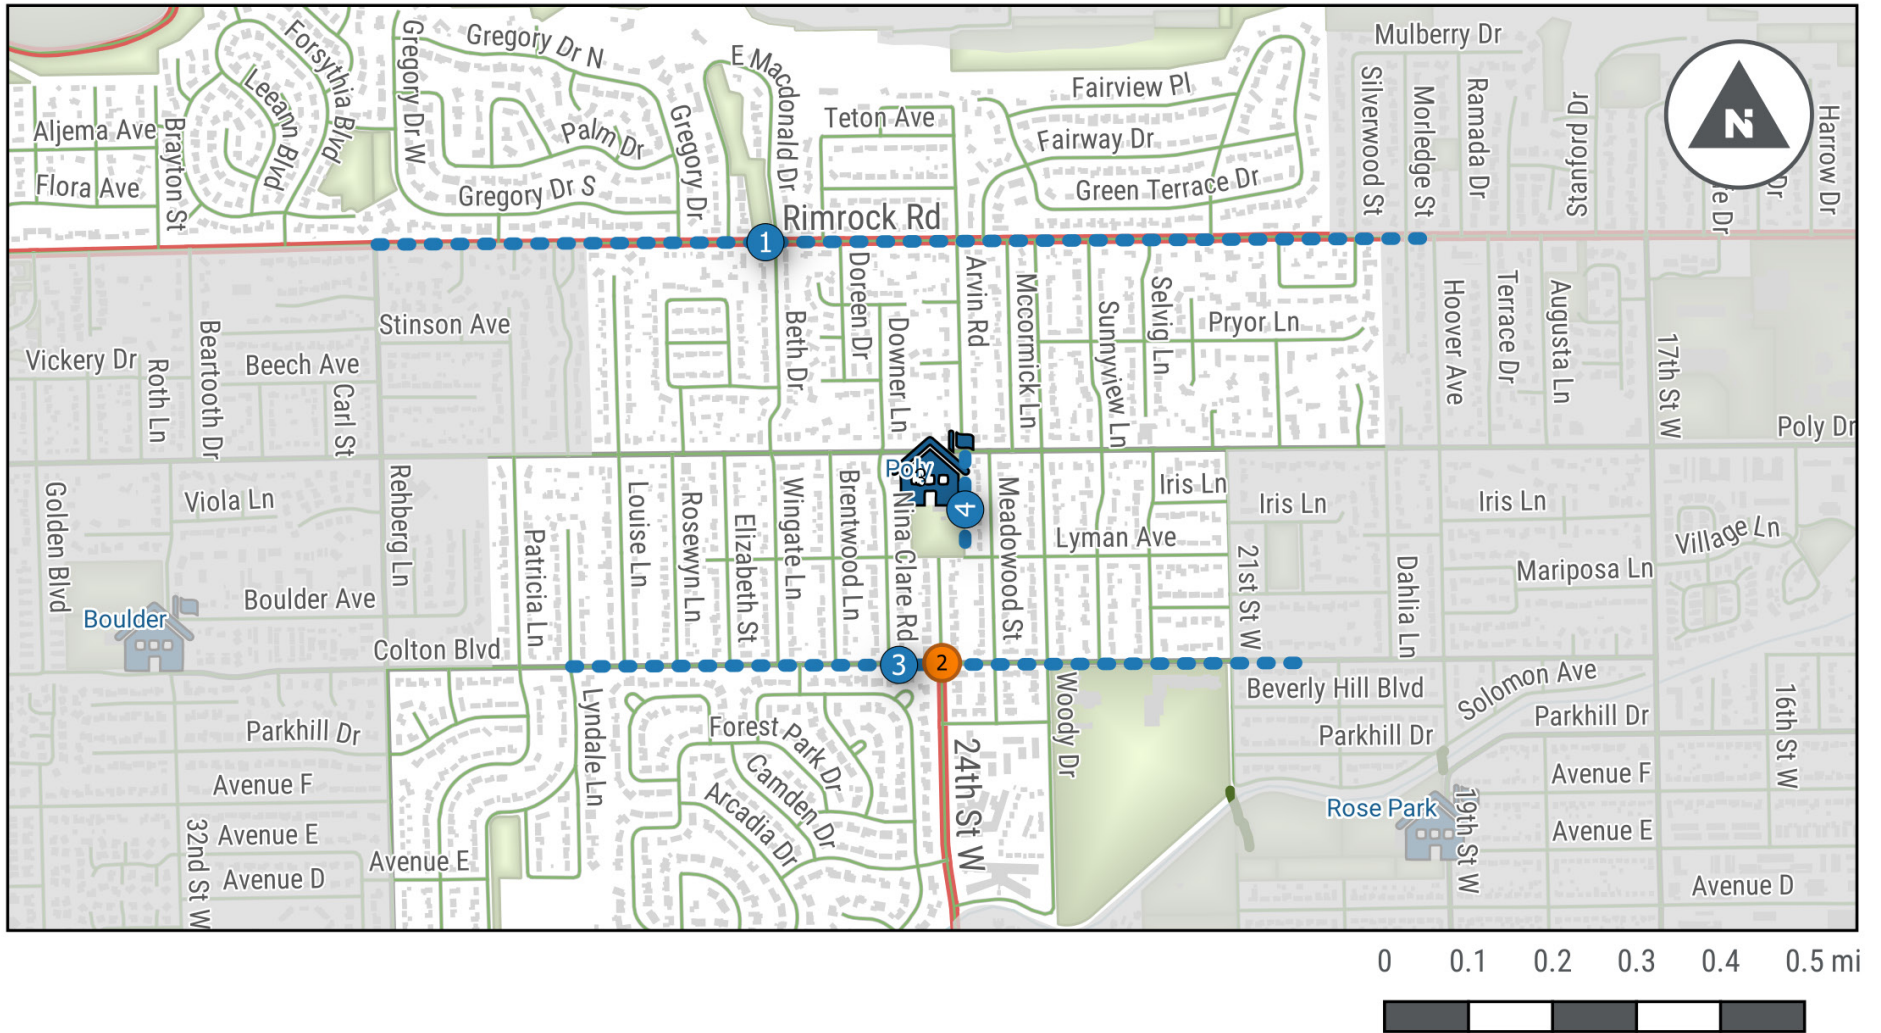 Mulberry Dr
Gregory Dr N
Forsythia Blvd
Gregory Dr W
E Macdonald Dr
Leeann Blvd
Fairview Pl
Silverwood St
Morledge St
Ramada Dr
Stanford Dr
Harrow Dr
N
Teton Ave
Aljema Ave
Brayton St
Palm Dr
Gregory Dr
Fairway Dr
Flora Ave
Gregory Dr S
Green Terrace Dr
Dr
Rimrock Rd
1
Doreen Dr
Arvin Rd
Mccormick Ln
Selvig Ln
Sunnyview Ln
Pryor Ln
Hoover Ave
Terrace Dr
Augusta Ln
17th St W
Stinson Ave
Beartooth Dr
Beth Dr
Downer Ln
Vickery Dr
Roth Ln
Beech Ave
Carl St
Poly Dr
Poly
Golden Blvd
Viola Ln
Rehberg Ln
Patricia Ln
Louise Ln
Rosewyn Ln
Elizabeth St
Wingate Ln
Brentwood Ln
Nina Clare Rd
4
Meadowood St
Iris Ln
Iris Ln
Iris Ln
Lyman Ave
21st St W
Dahlia Ln
Village Ln
Mariposa Ln
Boulder
Boulder Ave
Colton Blvd
3
2
Lyndale Ln
Woody Dr
Beverly Hill Blvd
Solomon Ave
16th St W
Parkhill Dr
Forest Park Dr
Parkhill Dr
Parkhill Dr
24th St W
Camden Dr
Arcadia Dr
Avenue F
Avenue F
Rose Park
19th St W
32nd St W
Avenue E
Avenue E
Avenue E
Avenue D
Avenue D
0 0.1 0.2 0.3 0.4 0.5 mi